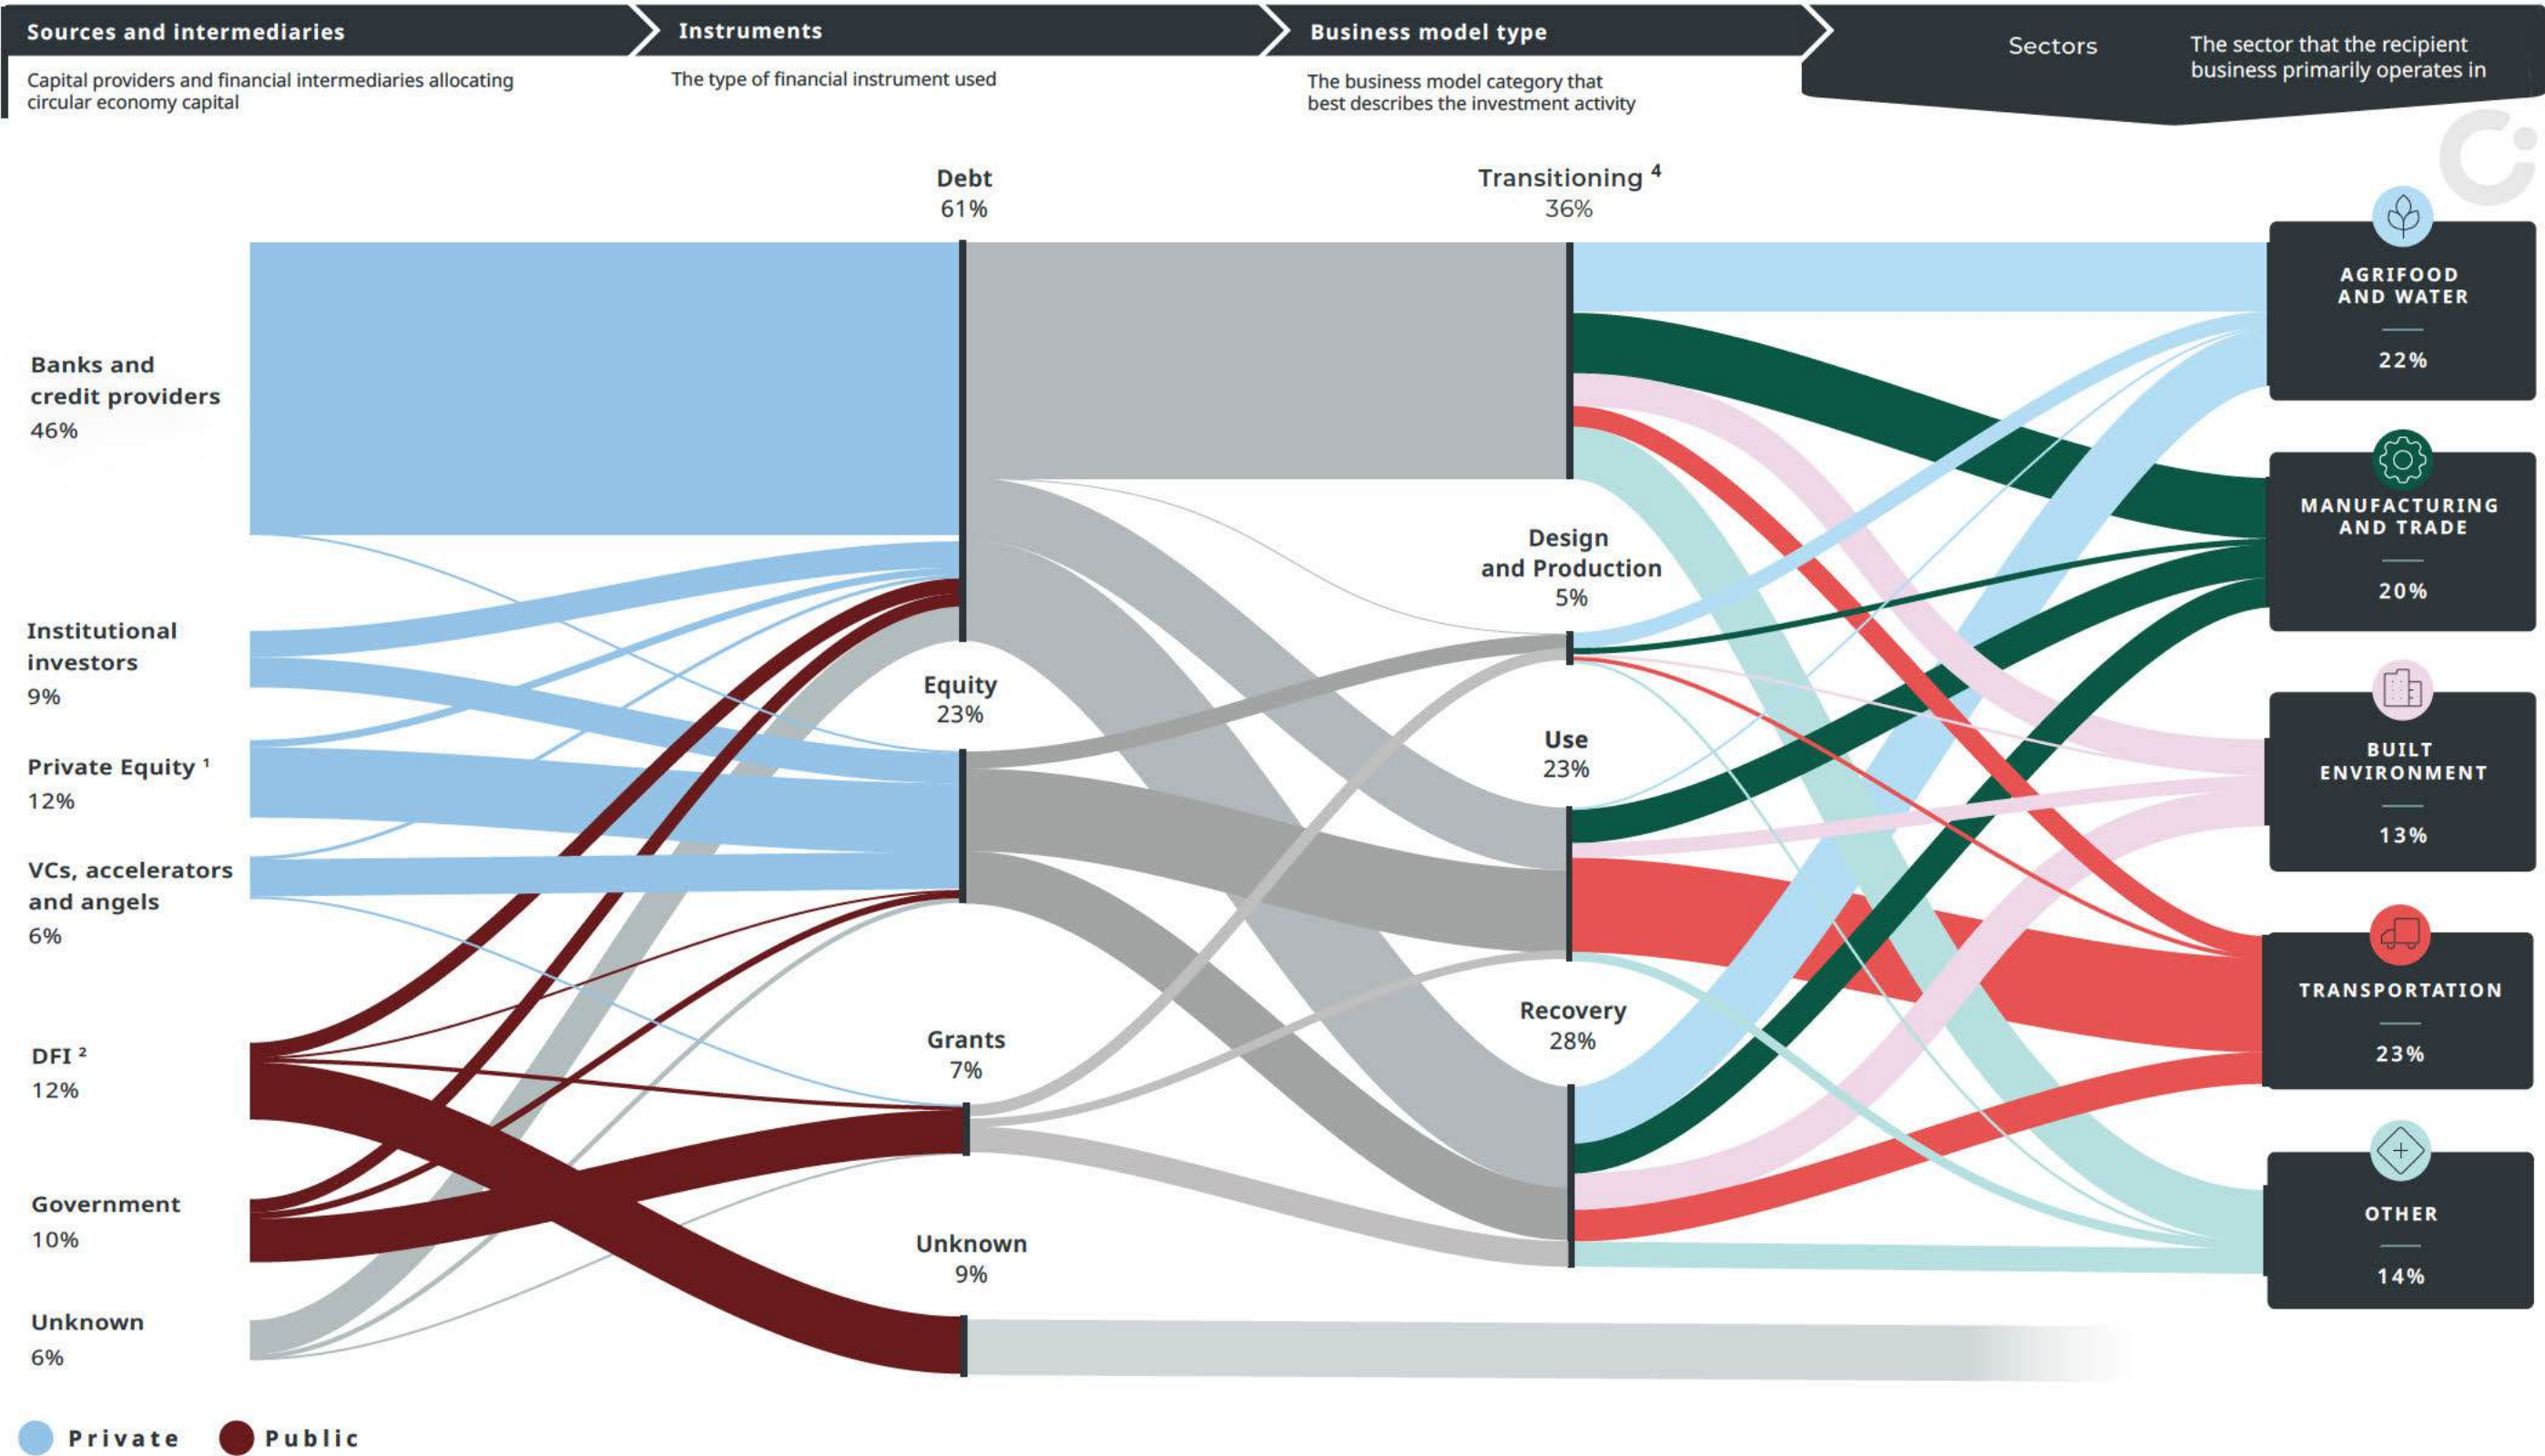 Sources and intermediaries
Instruments
Business model type
Sectors
The sector that the recipient
business primarily operates in
Capital providers and financial intermediaries allocating
circular economy capital
The type of financial instrument used
The business model category that
best describes the investment activity
Debt
61%
Transitioning 4
36%
AGRIFOOD
AND WATER
22%
Banks and
credit providers
46%
MANUFACTURING
AND TRADE
20%
Design
and Production
5%
Institutional
investors
9%
Equity
23%
Use
23%
BUILT
ENVIRONMENT
13%
Private Equity 1
12%
VCs, accelerators
and angels
6%
TRANSPORTATION
23%
Recovery
28%
Grants
7%
DFI 2
12%
Government
10%
OTHER
14%
Unknown
9%
Unknown
6%
Private
Public